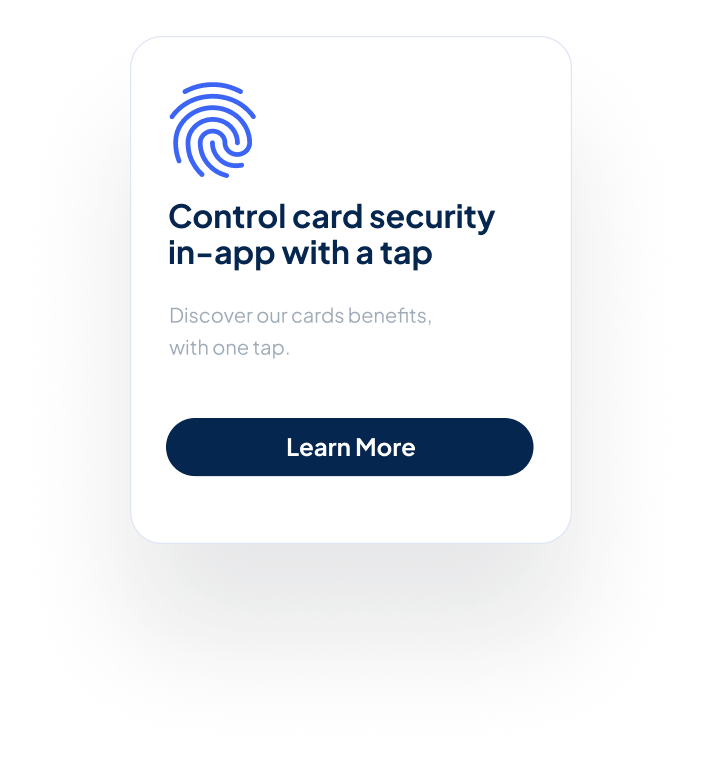 Control card security
in-app with a tap
Discover our cards benefits,
with one tap.
Learn More